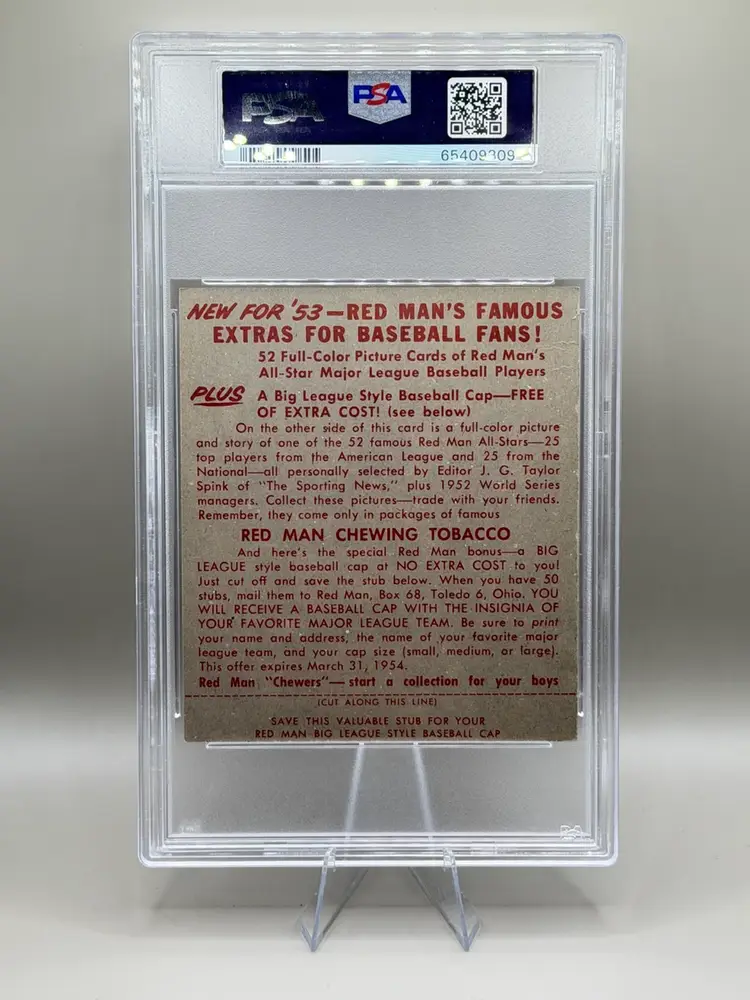 PSA
65409309
NEW FOR '53—RED MAN'S FAMOUS
EXTRAS FOR BASEBALL FANS!
52 Full-Color Picture Cards of Red Man's
All-Star Major League Baseball Players
PLUS A Big League Style Baseball Cap—FREE
OF EXTRA COST! (see below)
On the other side of this card is a full-color picture
and story of one of the 52 famous Red Man All-Stars—25
top players from the American League and 25 from the
National—all personally selected by Editor J. G. Taylor
Spink of "The Sporting News," plus 1952 World Series
managers. Collect these pictures—trade with your friends.
Remember, they come only in packages of famous
RED MAN CHEWING TOBACCO
And here's the special Red Man bonus—a BIG
LEAGUE style baseball cap at NO EXTRA COST to you!
Just cut off and save the stub below. When you have 50
stubs, mail them to Red Man, Box 68, Toledo 6, Ohio. YOU
WILL RECEIVE A BASEBALL CAP WITH THE INSIGNIA OF
YOUR FAVORITE MAJOR LEAGUE TEAM. Be sure to print
your name and address, the name of your favorite major
league team, and your cap size (small, medium, or large).
This offer expires March 31, 1954.
Red Man "Chewers"—start a collection for your boys
(CUT ALONG THIS LINE)
SAVE THIS VALUABLE STUB FOR YOUR
RED MAN BIG LEAGUE STYLE BASEBALL CAP
PSA